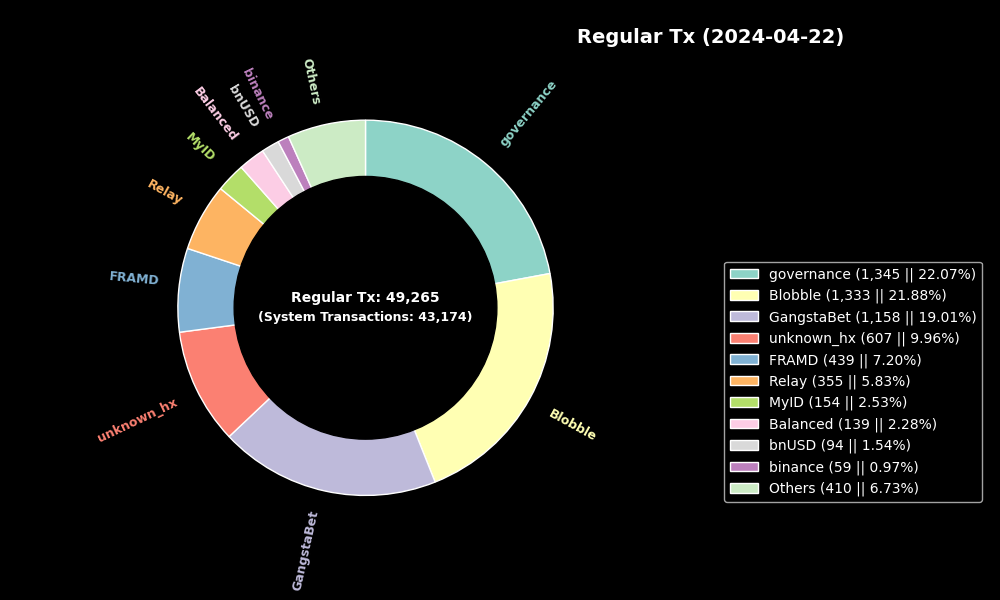 Regular Tx (2024-04-22)
governance
Blobble
GangstaBet
unknown_hx
FRAMD
Relay
MyID
Balanced
bnUSD
binance
Others
Regular Tx: 49,265
(System Transactions: 43,174)
governance (1,345 || 22.07%)
Blobble (1,333 || 21.88%)
GangstaBet (1,158 || 19.01%)
unknown_hx (607 || 9.96%)
FRAMD (439 || 7.20%)
Relay (355 || 5.83%)
MyID (154 || 2.53%)
Balanced (139 || 2.28%)
bnUSD (94 || 1.54%)
binance (59 || 0.97%)
Others (410 || 6.73%)